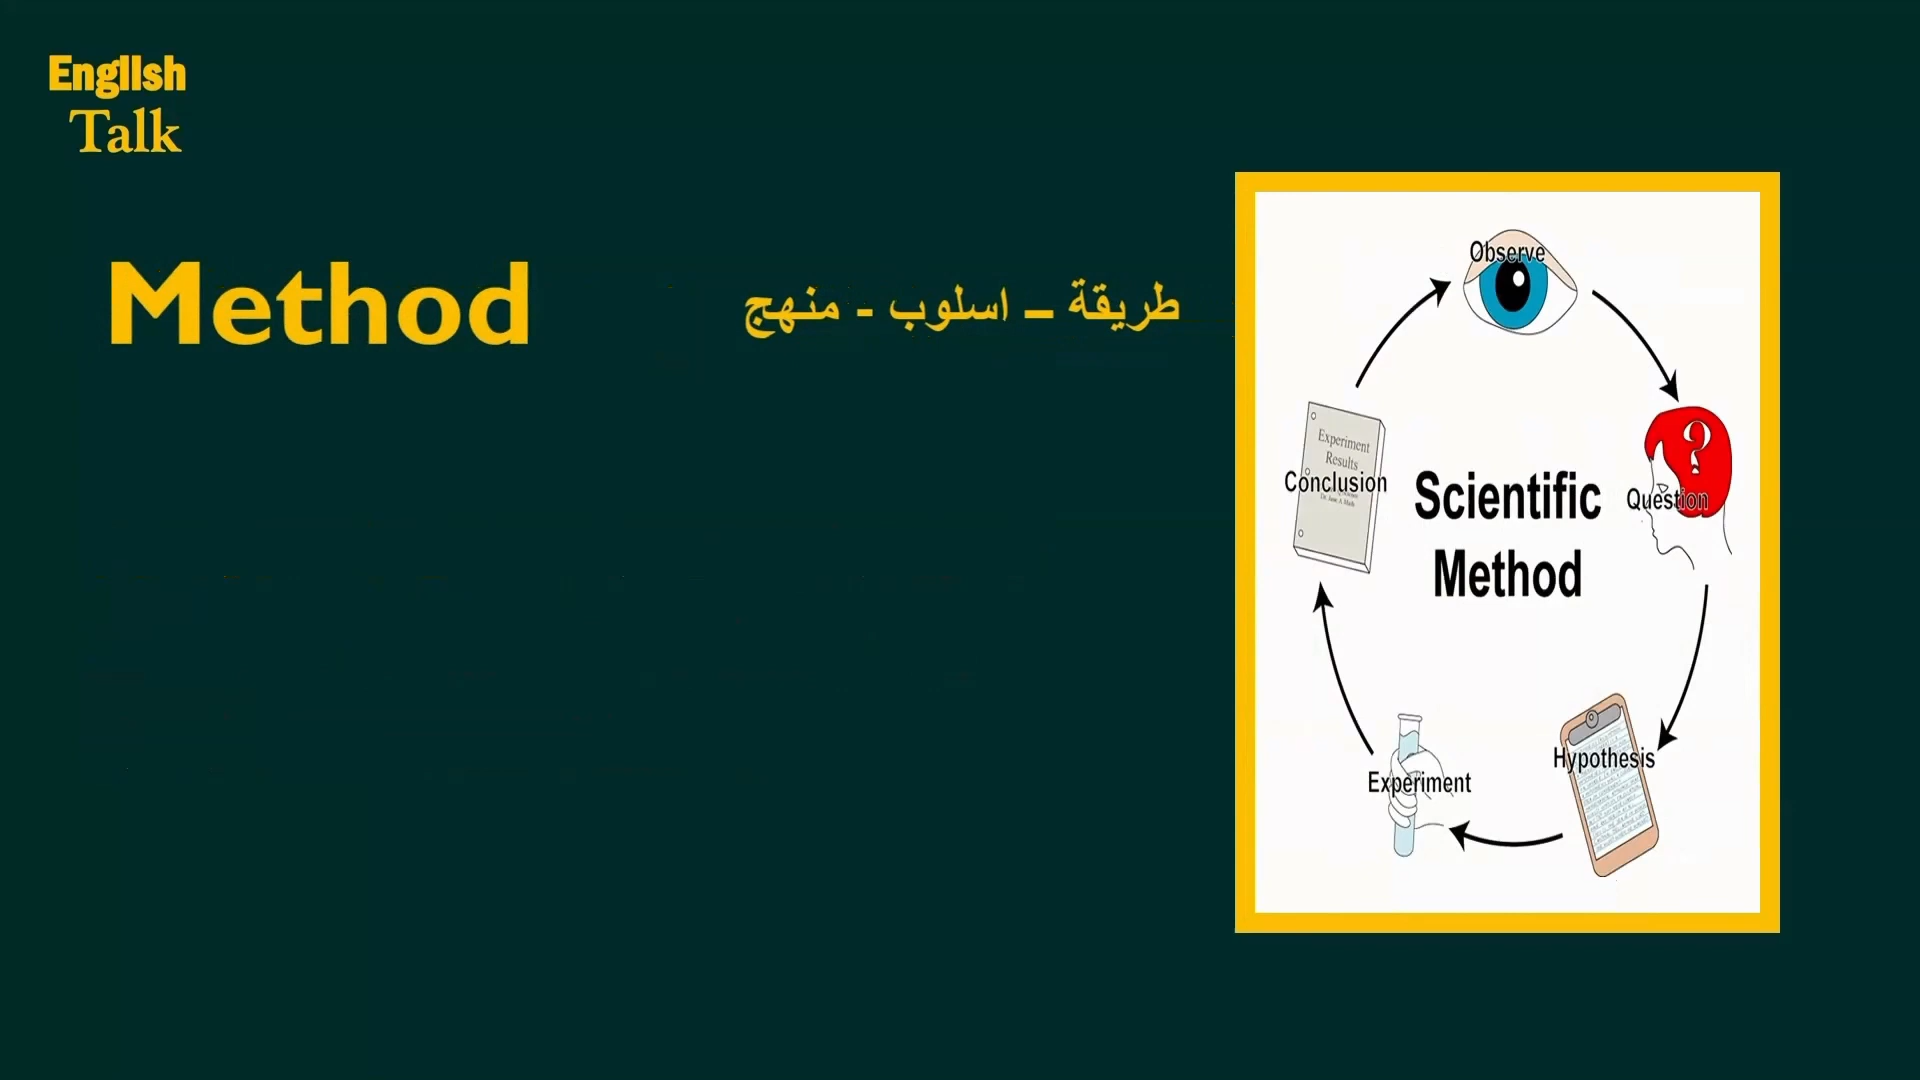 English
Talk
Method
طريقة – اسلوب - منهج
Observe
Question
Hypothesis
Experiment
Conclusion
Experiment
Results
Scientific
Method